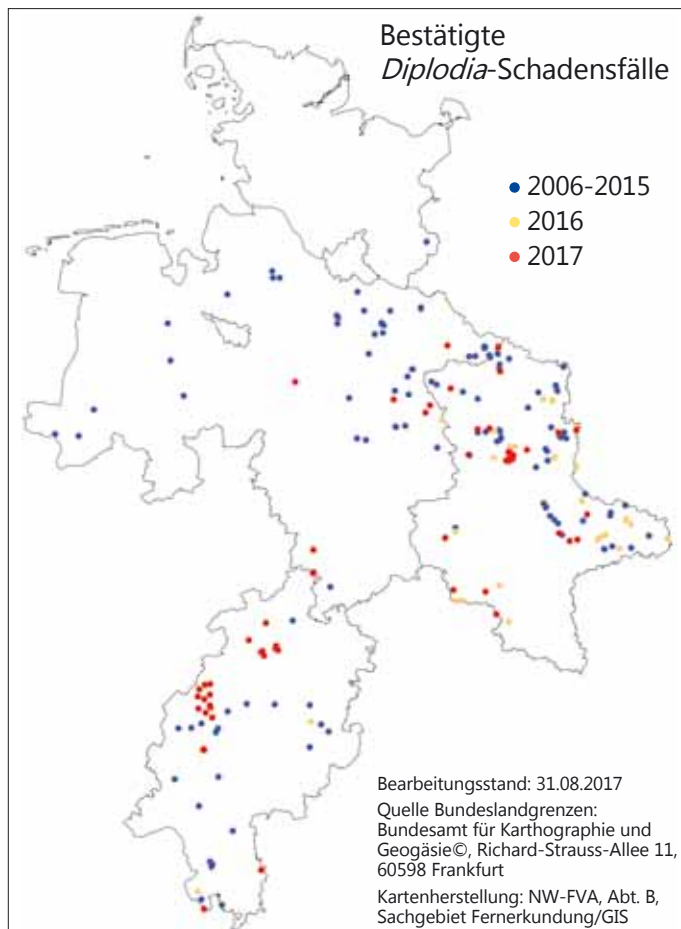 Bestätigte
Diplodia-Schadensfälle
2006-2015
2016
2017
Bearbeitungsstand: 31.08.2017
Quelle Bundeslandgrenzen:
Bundesamt für Karthographie und
Geogäsie©, Richard-Strauss-Allee 11,
60598 Frankfurt
Kartenherstellung: NW-FVA, Abt. B,
Sachgebiet Fernerkundung/GIS